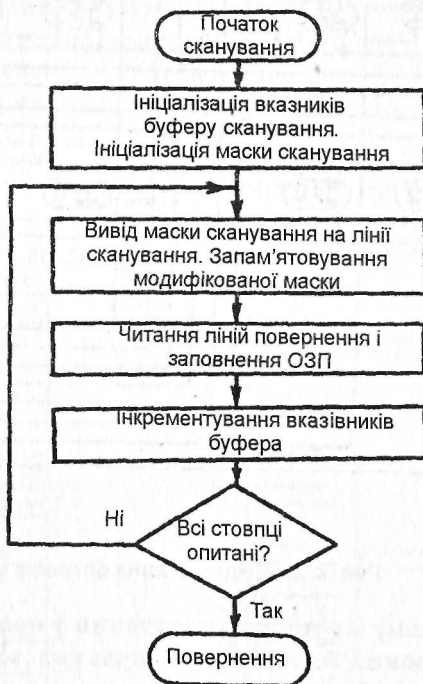 Початок
сканування
Ініціалізація вказників
буферу сканування.
Ініціалізація маски сканування
Вивід маски сканування на лінії
сканування. Запам'ятовування
модифікованої маски
Читання ліній повернення і
заповнення ОЗП
Інкрементування вказівників
буфера
Ні
Всі стовпці
опитані?
Так
Повернення